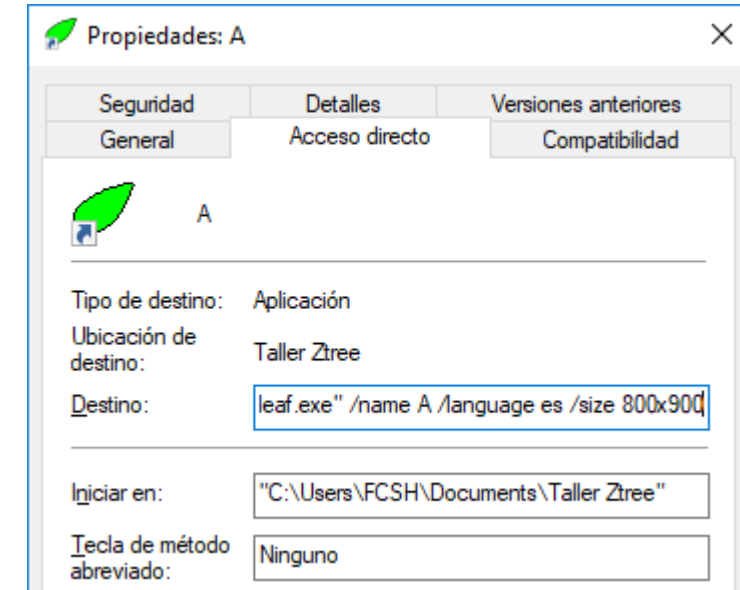 Propiedades: A
Seguridad Detalles Versiones anteriores
General Acceso directo Compatibilidad
A
Tipo de destino: Aplicación
Ubicación de destino: Taller Ztree
Destino: leaf.exe" /name A /language es /size 800x900
Iniciar en: "C:\Users\FCSH\Documents\Taller Ztree"
Tecla de método abreviado: Ninguno